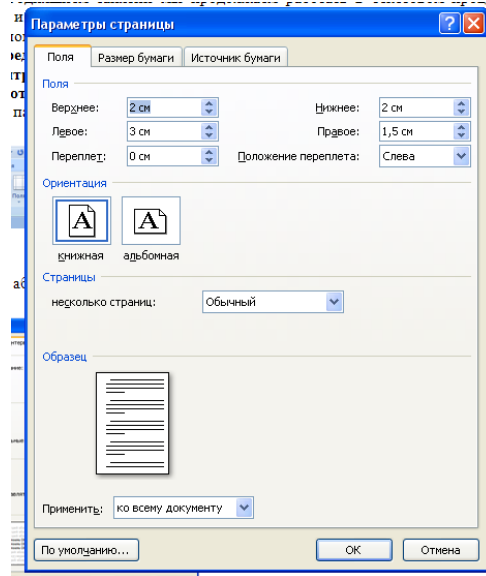 Параметры страницы
Поля Размер бумаги Источник бумаги
Поля
Верхнее: 2 см Нижнее: 2 см
Левое: 3 см Правое: 1,5 см
Переплет: 0 см Положение переплета: Слева
Ориентация
A A
книжная альбомная
Страницы
несколько страниц: Обычный
Образец
Применить: ко всему документу
По умолчанию... ОК Отмена